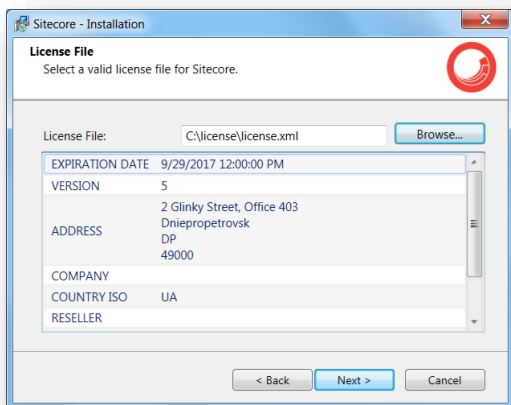 Sitecore - Installation
License File
Select a valid license file for Sitecore.
License File: C:\license\license.xml Browse...
EXPIRATION DATE 9/29/2017 12:00:00 PM
VERSION 5
ADDRESS 2 Glinky Street, Office 403
Dniepropetrovsk
DP
49000
COMPANY
COUNTRY ISO UA
RESELLER
< Back Next > Cancel